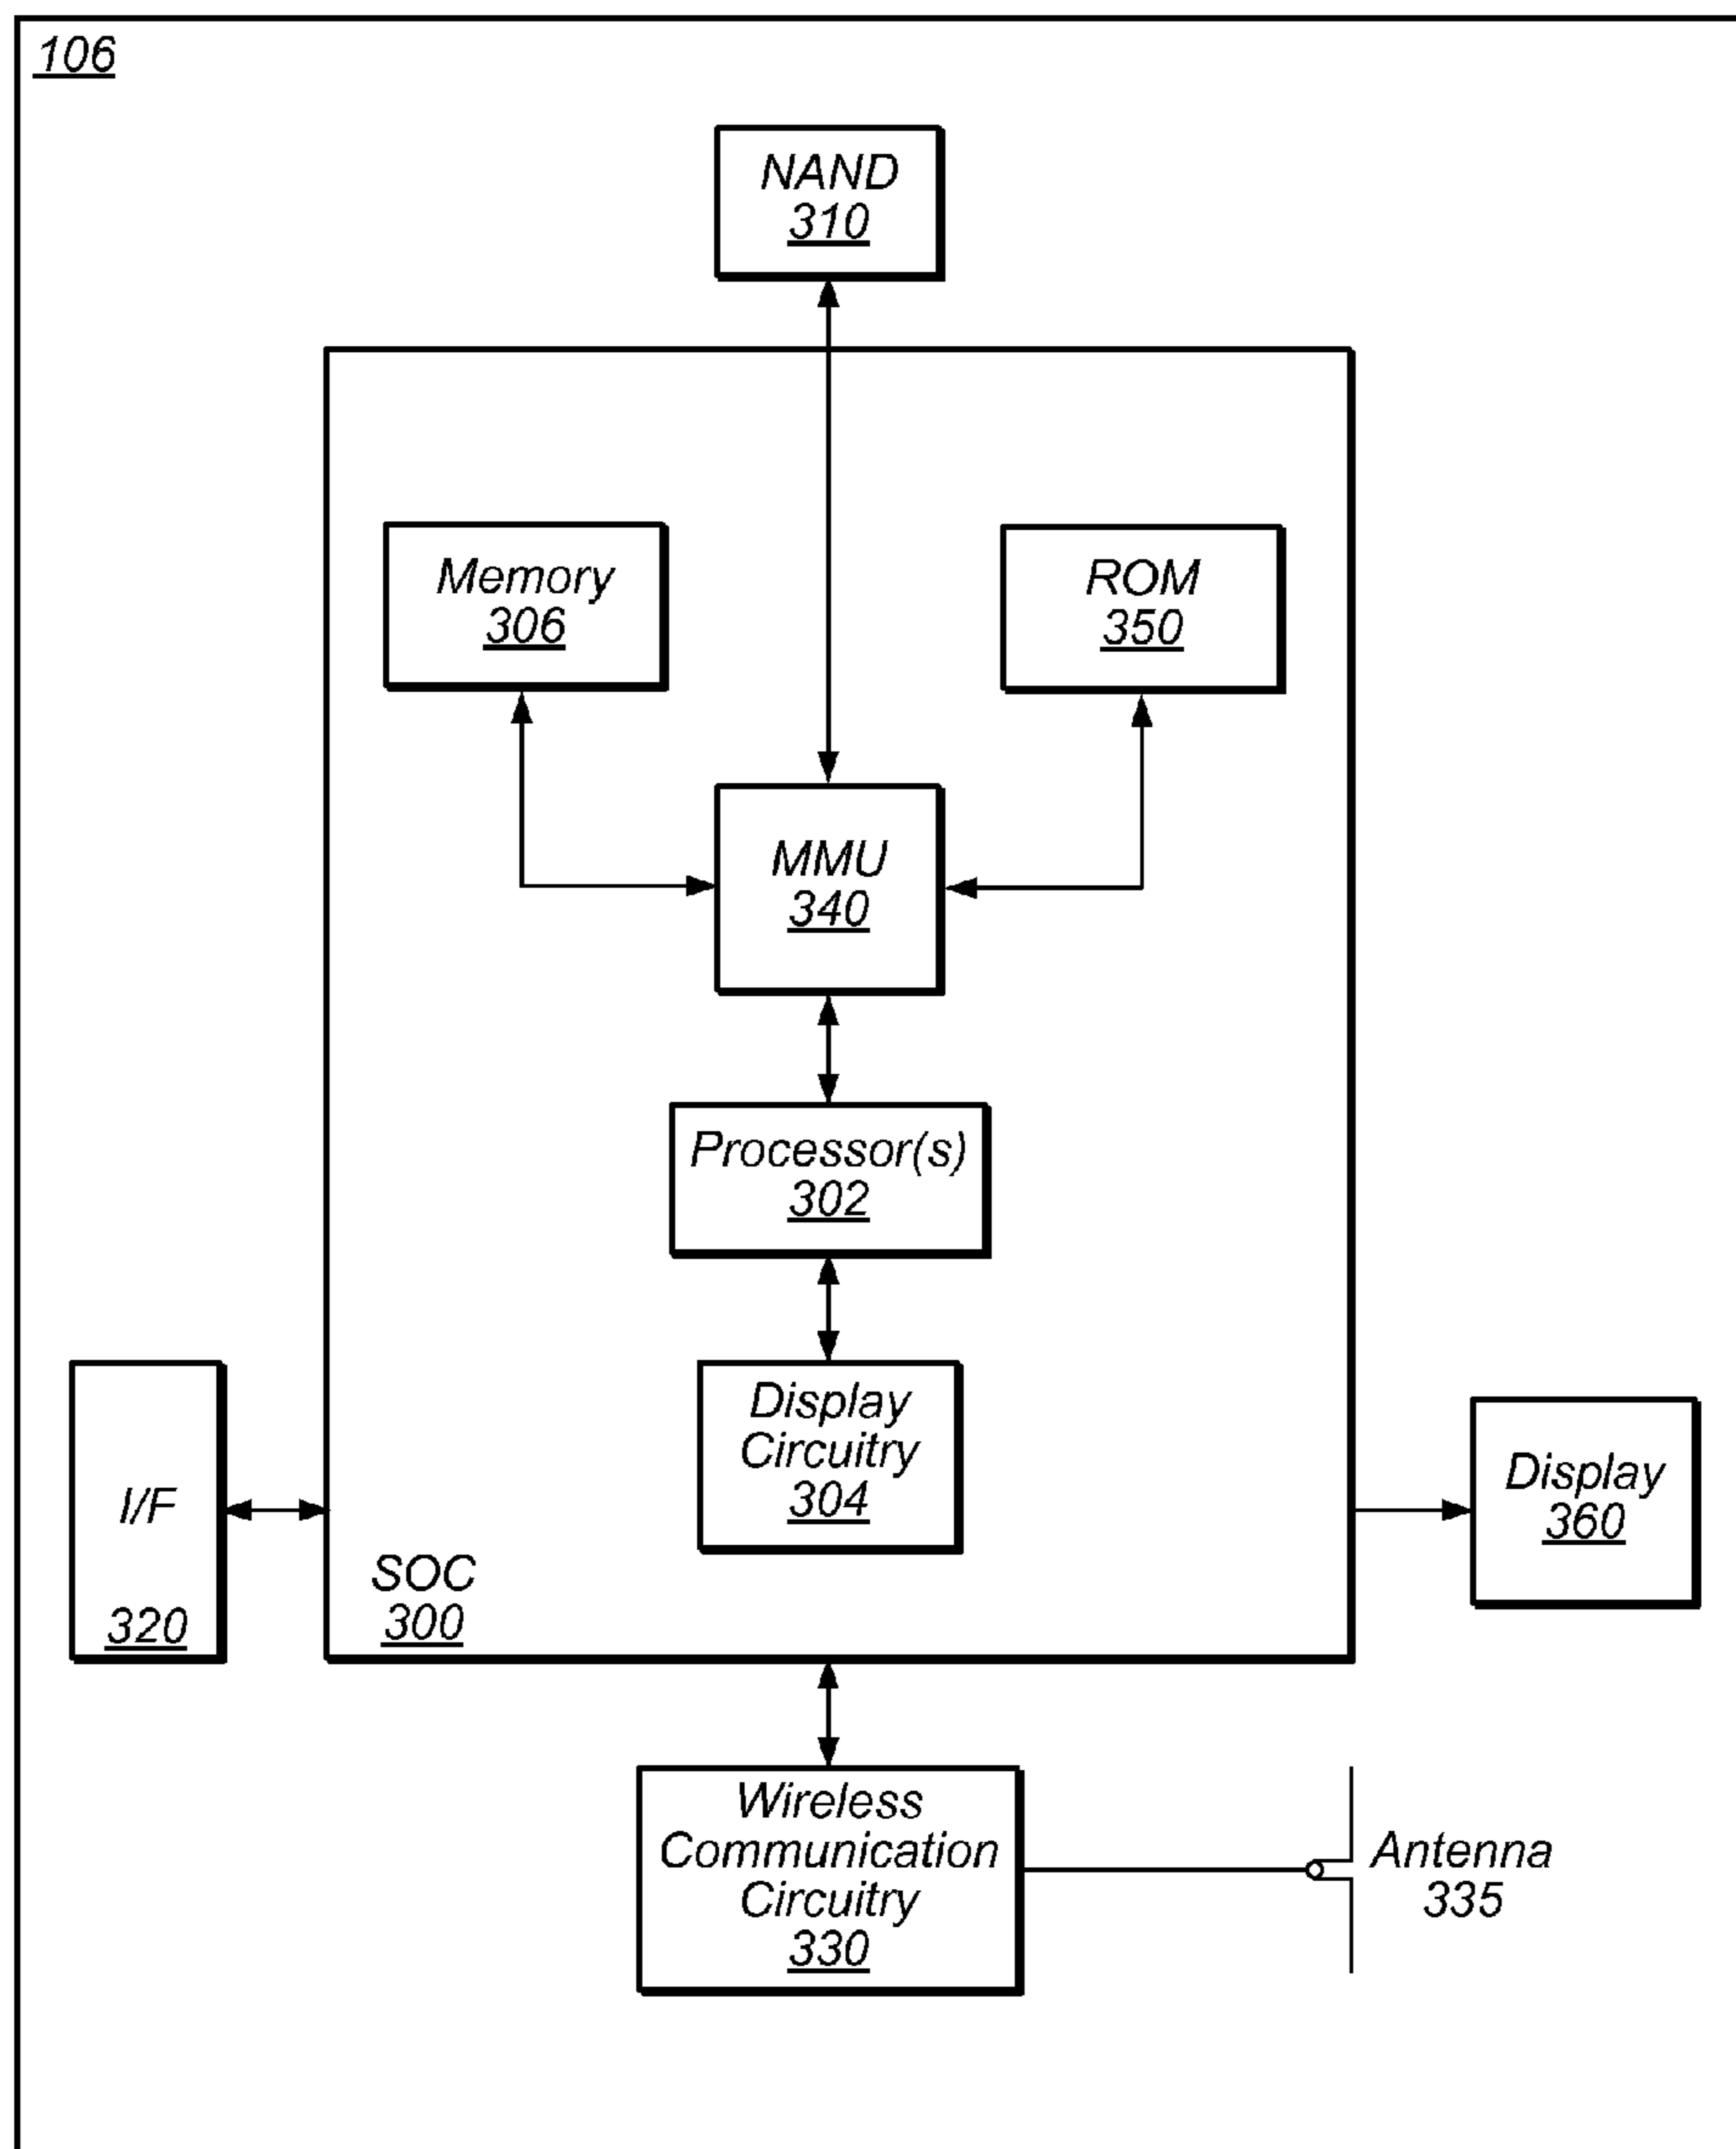 106
NAND
310
Memory
306
ROM
350
MMU
340
Processor(s)
302
Display
Circuitry
304
I/F
320
SOC
300
Display
360
Wireless
Communication
Circuitry
330
Antenna
335